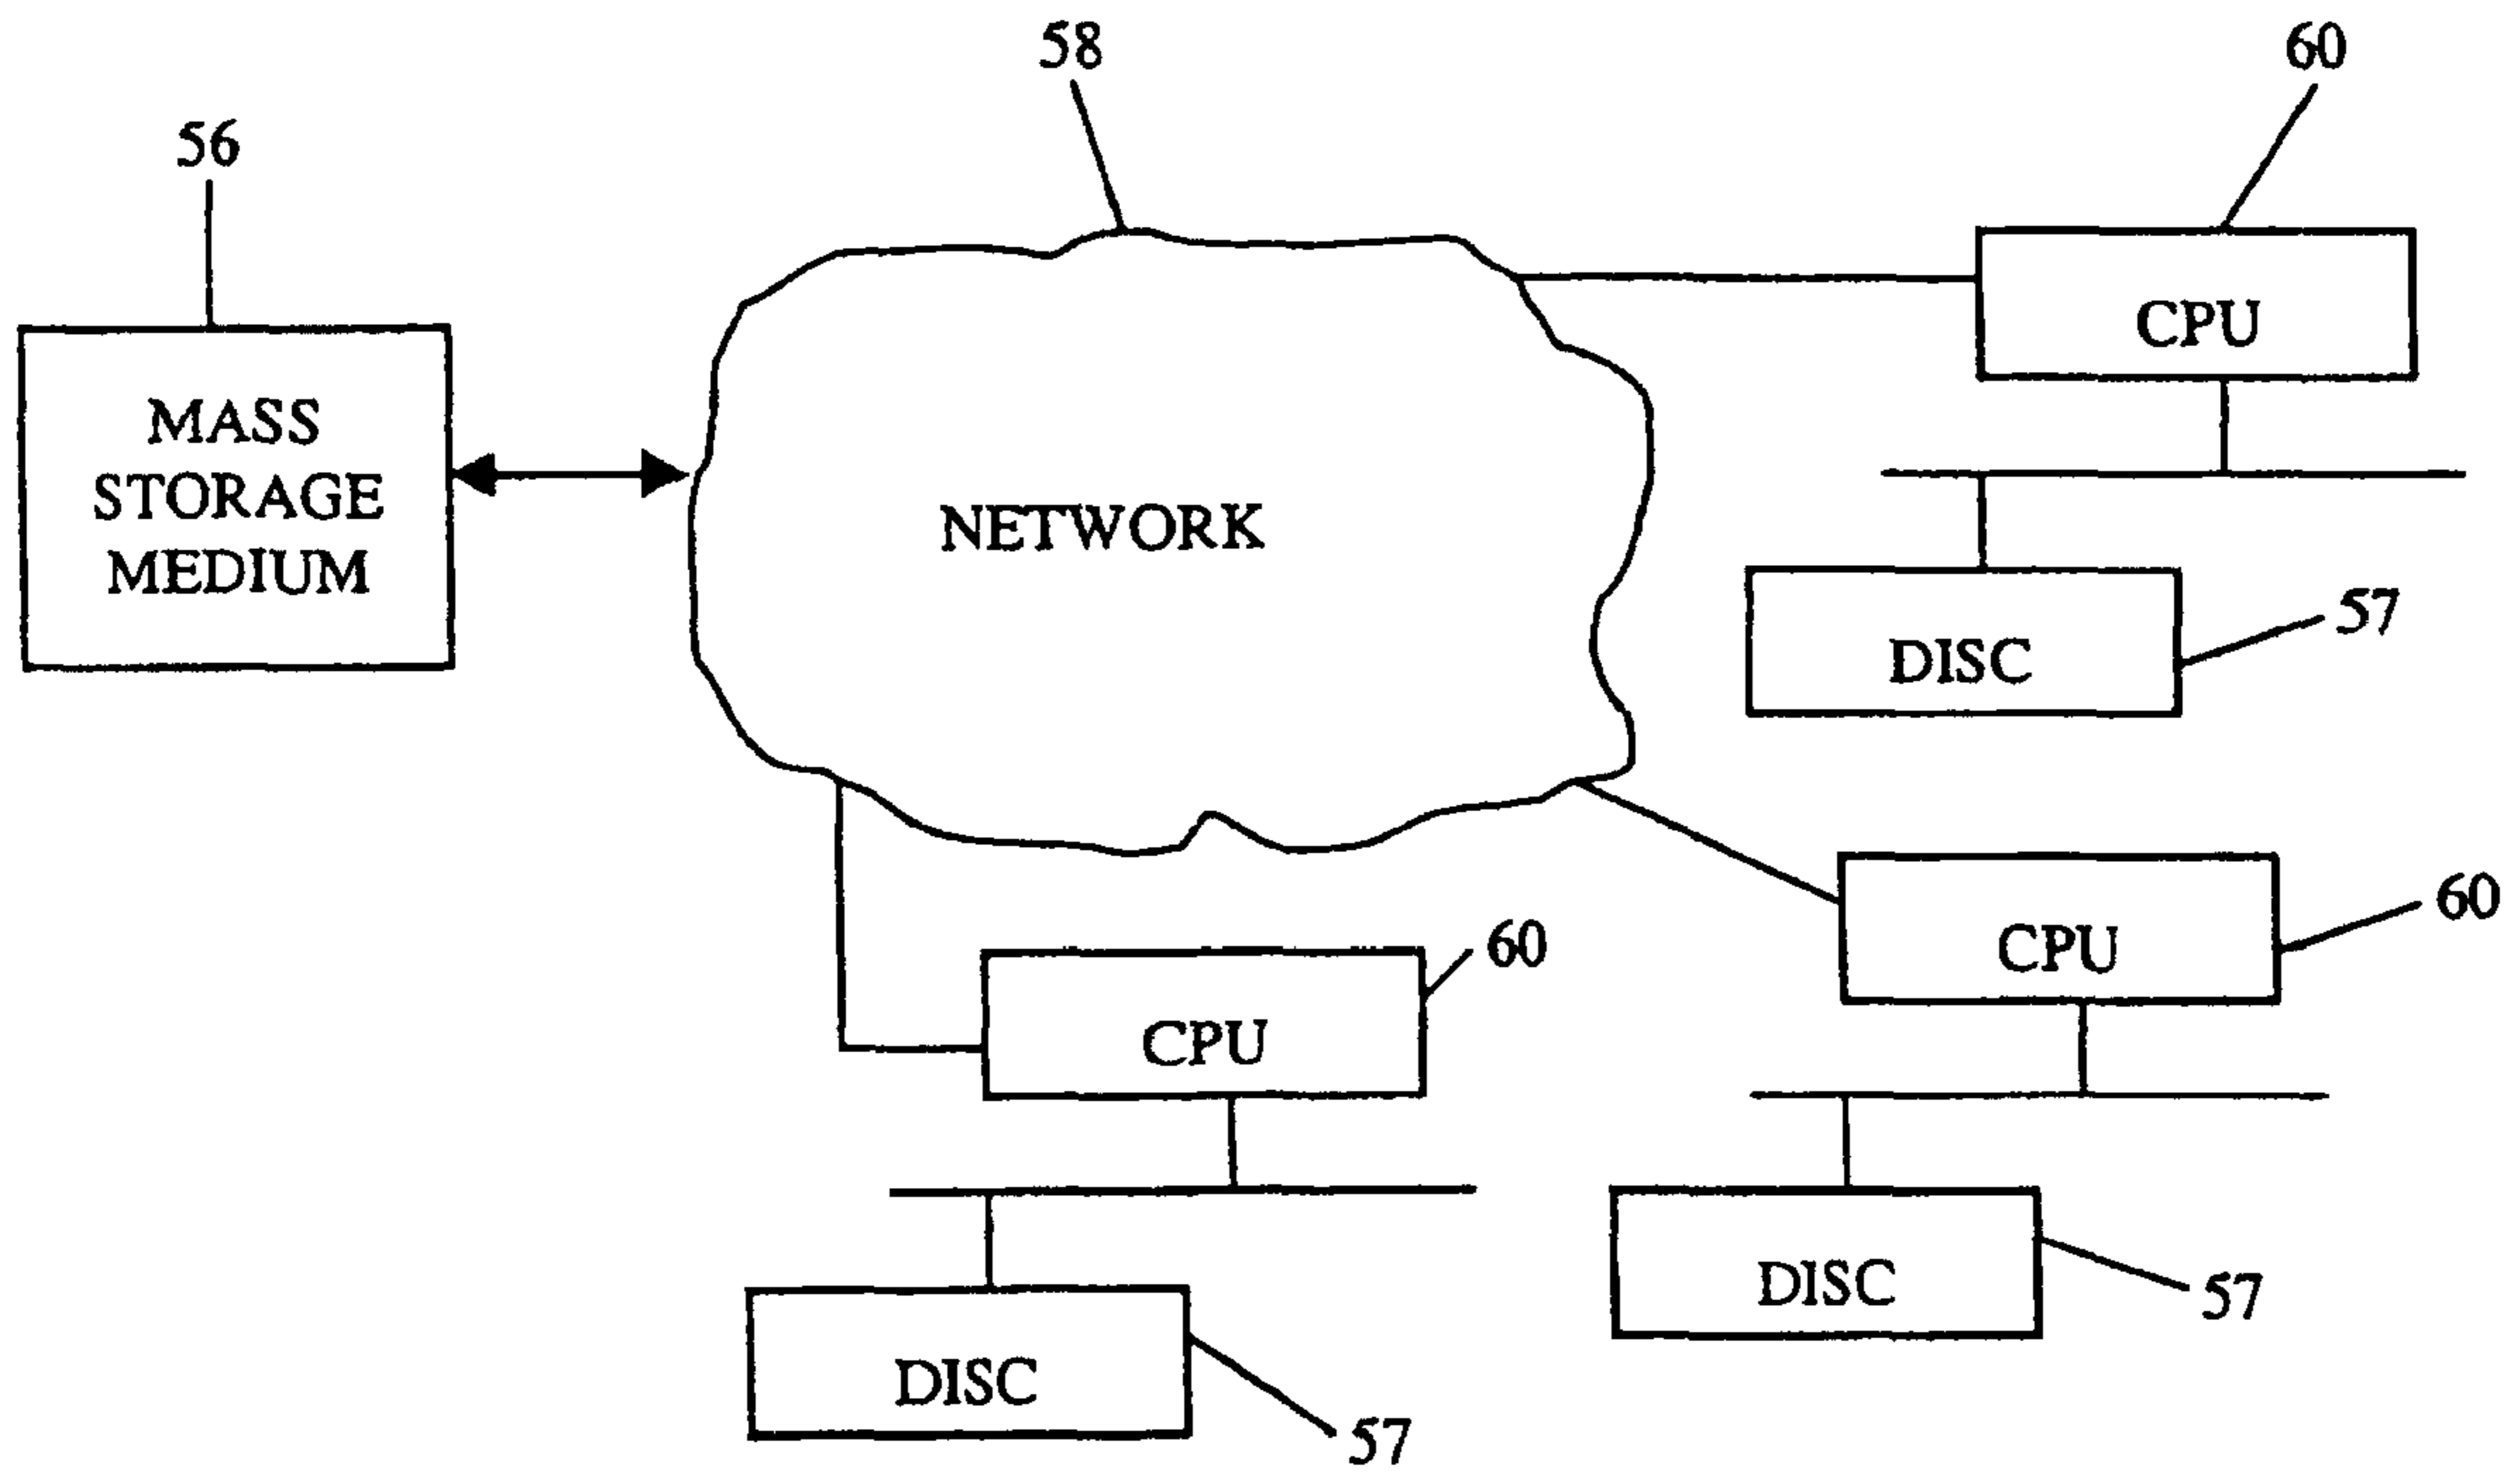 58
60
56
CPU
MASS
STORAGE
MEDIUM
NETWORK
57
DISC
60
60
CPU
CPU
DISC
57
DISC
57